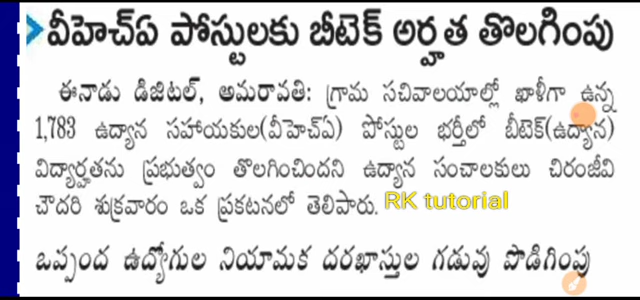 వీహెచ్ఏ పోస్టులకు బీటెక్ అర్హత తొలగింపు
ఈనాడు డిజిటల్, అమరావతి: గ్రామ సచివాలయాల్లో ఖాళీగా ఉన్న
1,783 ఉద్యాన సహాయకుల(వీహెచ్ఏ) పోస్టుల భర్తీలో బీటెక్(ఉద్యాన)
విద్యార్హతను ప్రభుత్వం తొలగించిందని ఉద్యాన సంచాలకులు చిరంజీవి
చౌదరి శుక్రవారం ఒక ప్రకటనలో తెలిపారు. RK tutorial
ఒప్పంద ఉద్యోగుల నియామక దరఖాస్తుల గడువు పొడిగింపు